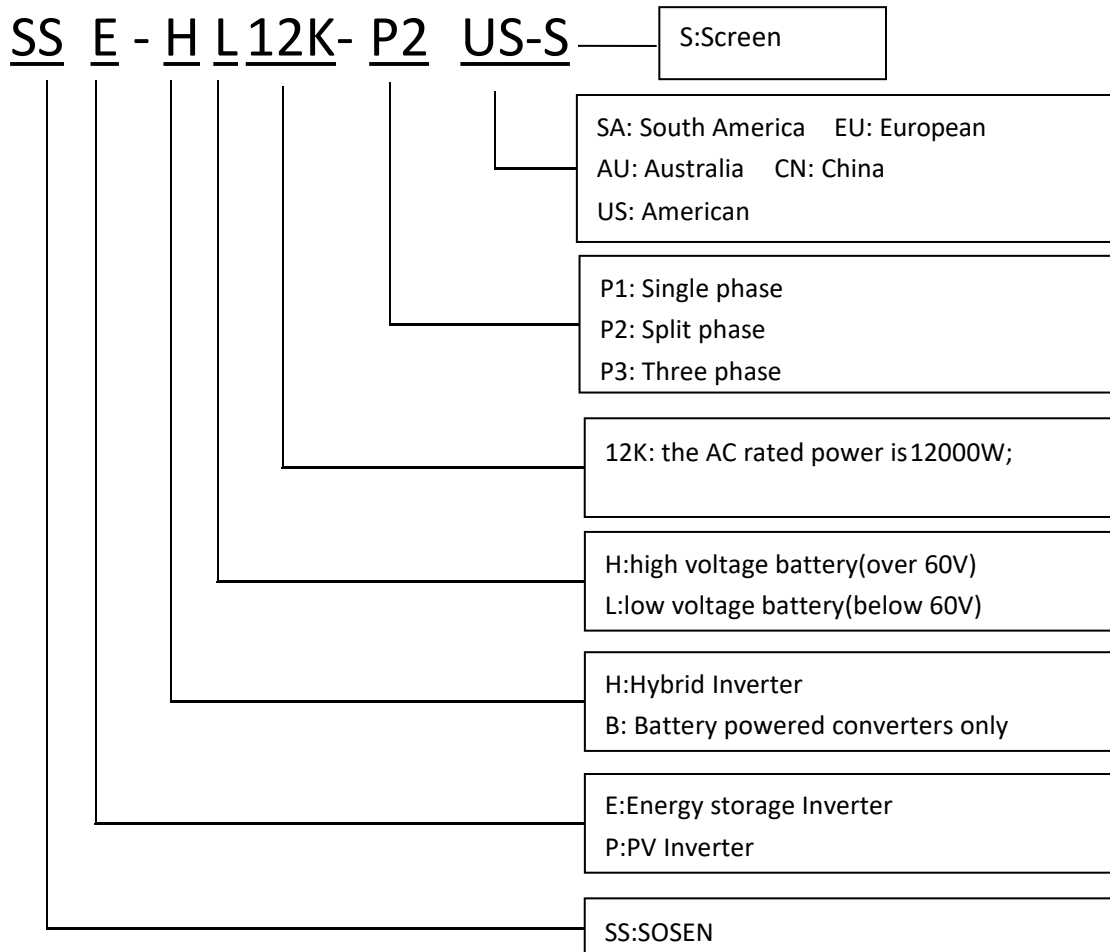 SS E - H L 12K- P2 US-S
S:Screen
SA: South America EU: European
AU: Australia CN: China
US: American
P1: Single phase
P2: Split phase
P3: Three phase
12K: the AC rated power is12000W;
H:high voltage battery(over 60V)
L:low voltage battery(below 60V)
H:Hybrid Inverter
B: Battery powered converters only
E:Energy storage Inverter
P:PV Inverter
SS:SOSEN